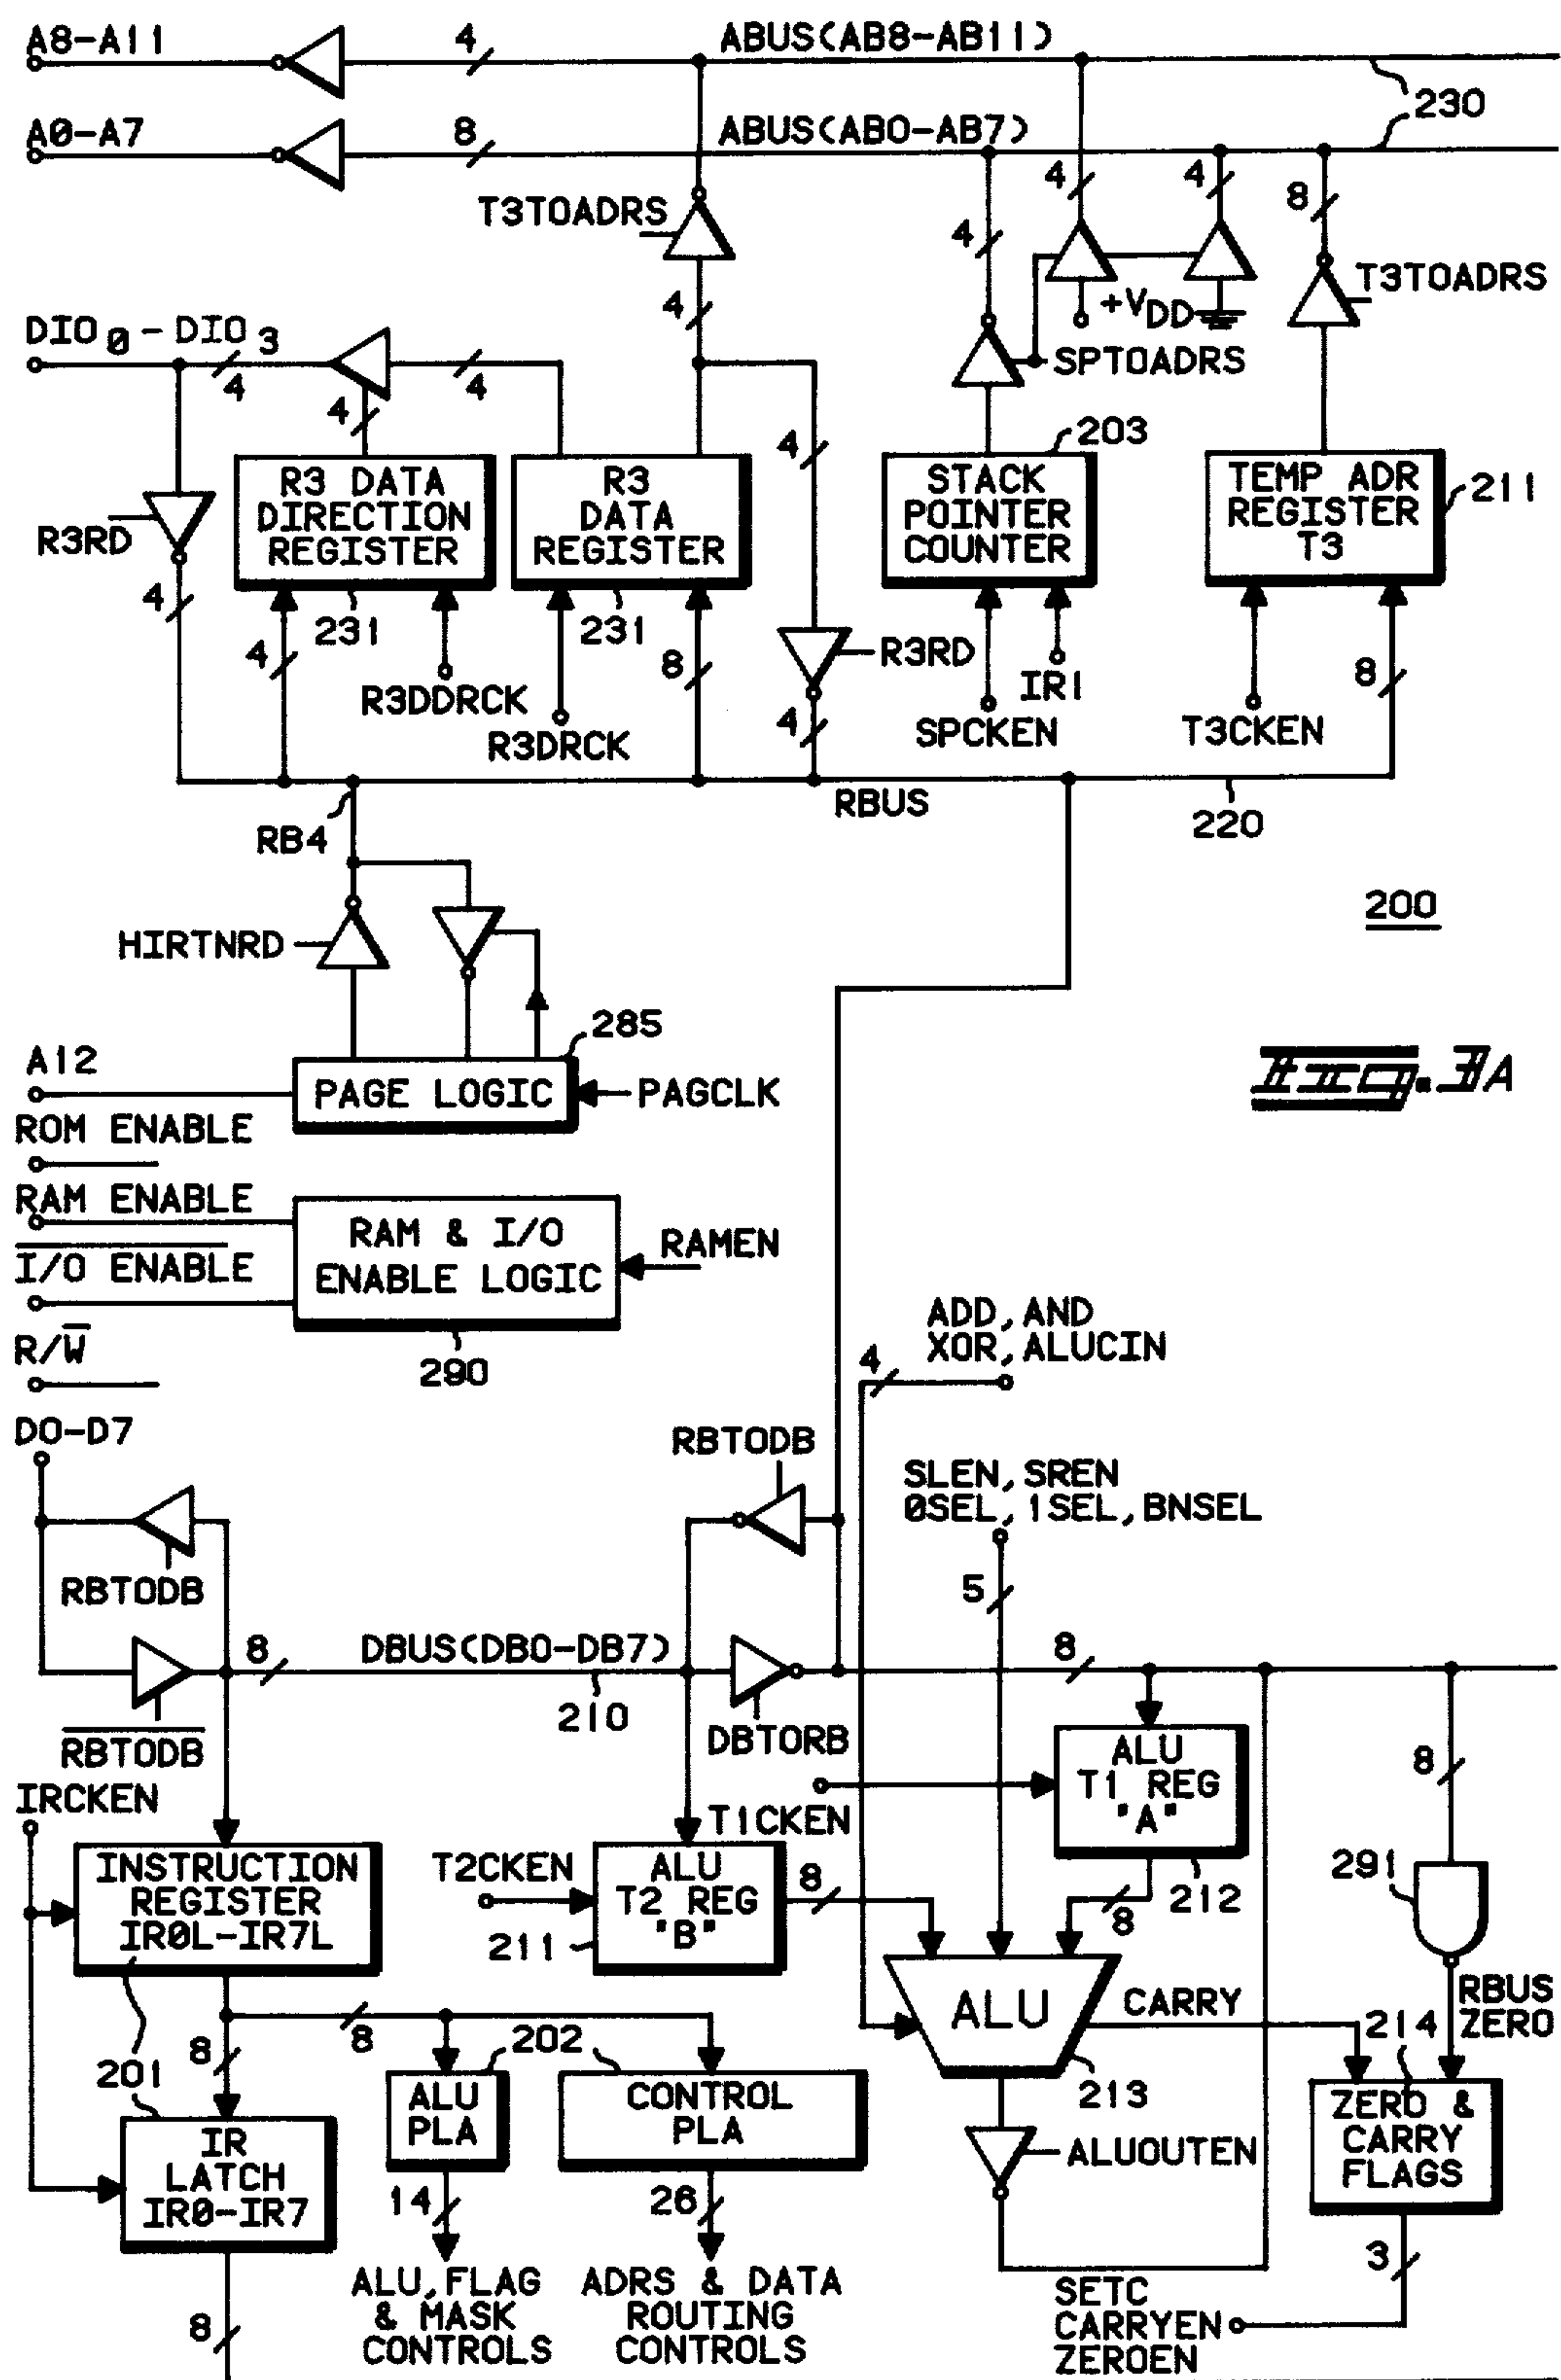 A8-A11
4
ABUS(AB8-AB11)
230
A0-A7
8
ABUS(AB0-AB7)
T3TOADRS
4
4
4
8
T3TOADRS
+VDD
DIO0-DIO3
4
4
4
4
SPTOADRS
R3RD
4
R3 DATA
DIRECTION
REGISTER
231
R3
DATA
REGISTER
231
4
203
STACK
POINTER
COUNTER
TEMP ADR
REGISTER
T3
211
4
R3DDRCK
R3DRCK
8
R3RD
4
IR1
SPCKEN
T3CKEN
8
RB4
RBUS
220
HIRTNRD
200
285
A12
PAGE LOGIC
PAGCLK
Fig. 3A
ROM ENABLE
RAM ENABLE
I/O ENABLE
RAM & I/O
ENABLE LOGIC
RAMEN
290
R/W
ADD, AND
XOR, ALUCIN
4
D0-D7
RBTODB
SLEN, SREN
0SEL, 1SEL, BNSEL
RBTODB
5
8
DBUS(DB0-DB7)
8
210
RBTODB
DBTORB
IRCKEN
ALU
T1 REG
"A"
T1CKEN
8
INSTRUCTION
REGISTER
IR0L-IR7L
T2CKEN
ALU
T2 REG
"B"
211
8
8
212
291
ALU
CARRY
RBUS
ZERO
8
8
201
202
214
213
ALU
PLA
CONTROL
PLA
IR
LATCH
IR0-IR7
ZERO &
CARRY
FLAGS
ALUOUTEN
14
26
3
ALU, FLAG
& MASK
CONTROLS
ADRS & DATA
ROUTING
CONTROLS
8
SETC
CARRYEN
ZEROEN